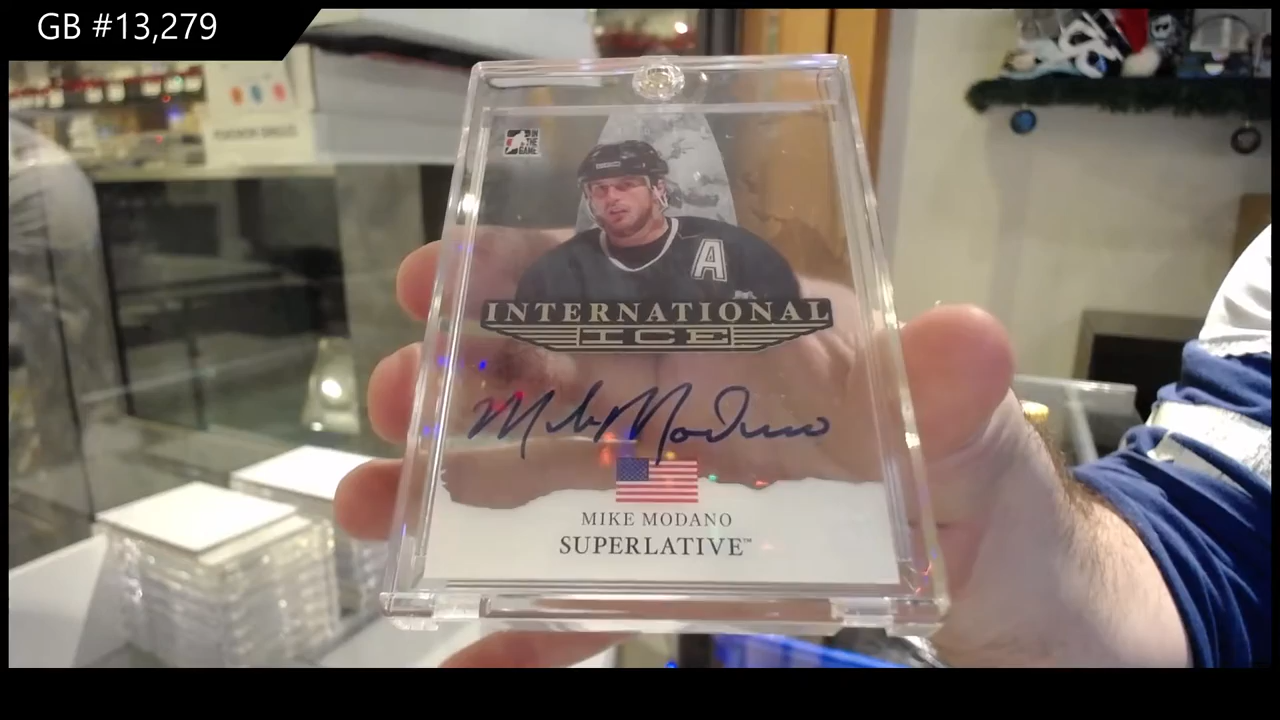 GB #13,279
IN
THE
GAME
A
INTERNATIONAL
ICE
Mike Modano
MIKE MODANO
SUPERLATIVE™